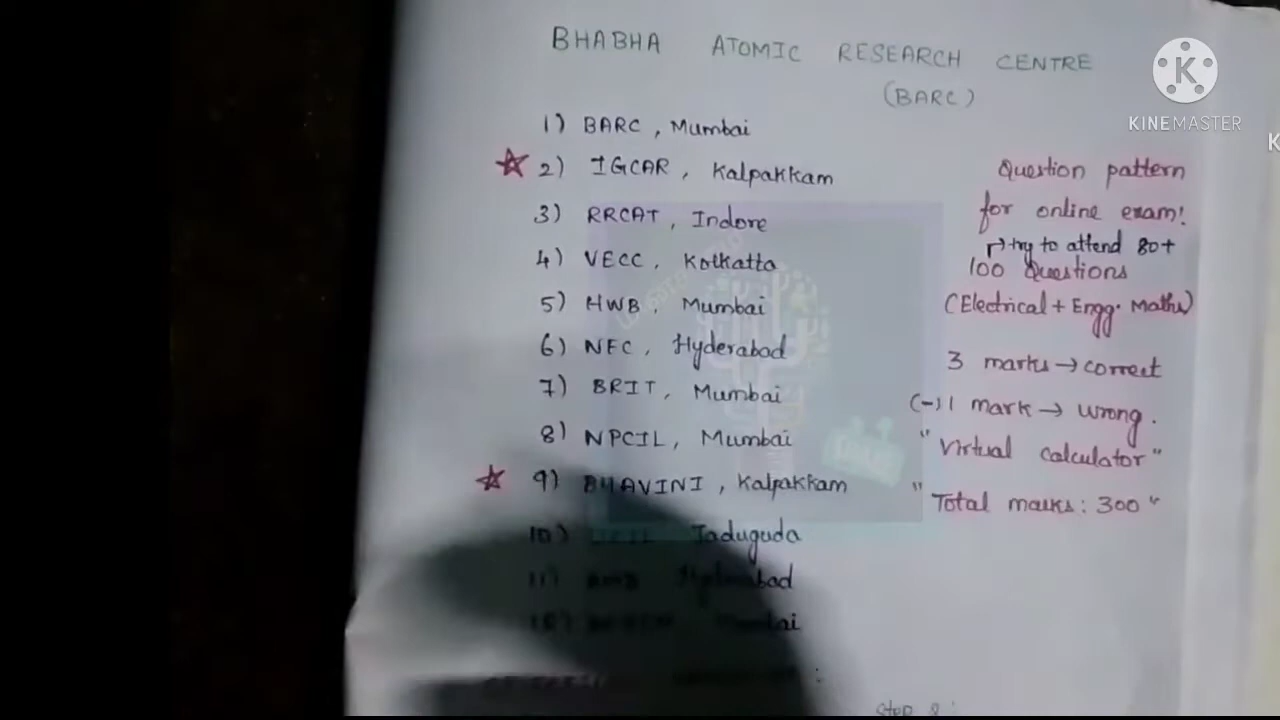 BHABHA ATOMIC RESEARCH CENTRE
(BARC)
1) BARC, Mumbai
2) IGCAR, Kalpakkam
3) RRCAT, Indore
4) VECC, Kolkatta
5) HWB, Mumbai
6) NFC, Hyderabad
7) BRIT, Mumbai
8) NPCIL, Mumbai
9) BHAVINI, Kalpakkam
10) Jaduguda
11) Hyderabad
12) Mumbai
Question pattern
for online exam!
→ try to attend 80+
100 Questions
(Electrical + Engg. Maths)
3 marks → correct
(-) 1 mark → wrong.
"Virtual calculator"
"Total marks: 300"
KINEMASTER
K